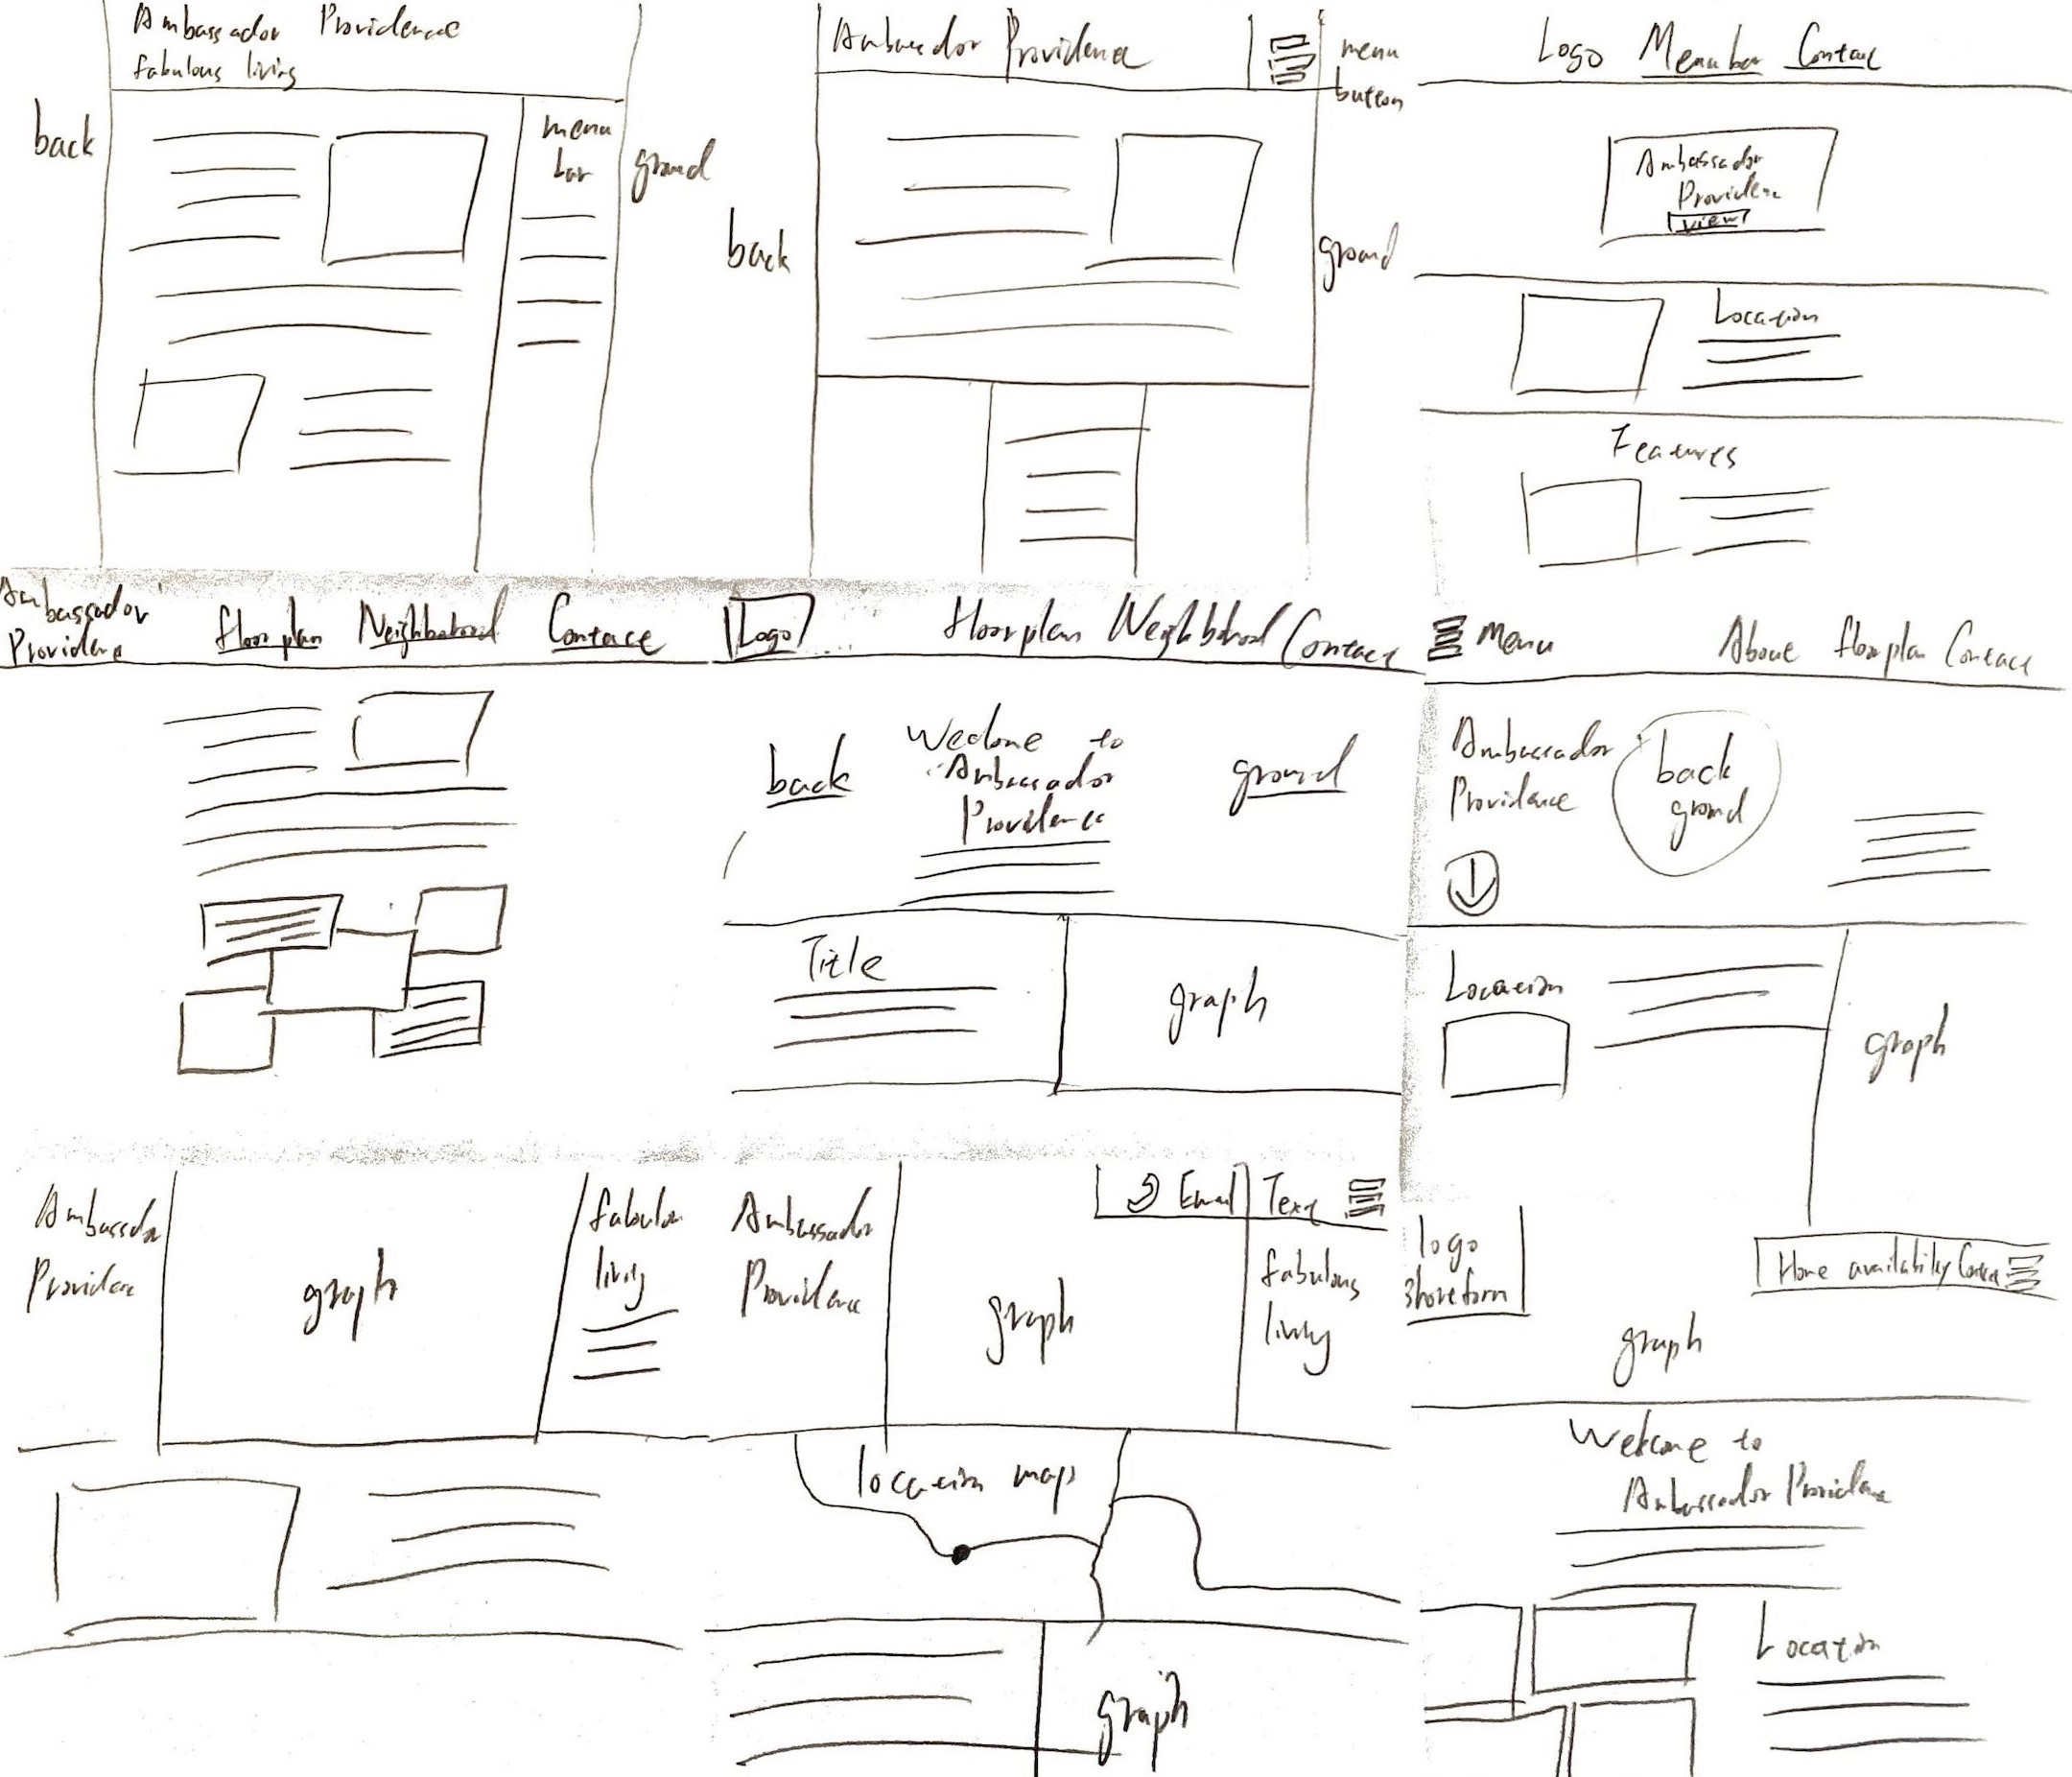 Ambassador Providence
fabulous living
back
menu
bar
ground
Ambassador Providence
menu
button
back
ground
Logo Menu bar Contact
Ambassador
Providence
view
Location
Features
Ambassador
Providence
floorplan Neighborhood Contact
Logo
floorplan Neighborhood Contact
back
Welcome to
Ambassador
Providence
ground
Title
graph
Menu
About floorplan Contact
Ambassador
Providence
back
ground
Location
graph
Ambassador
Providence
graph
fabulous
living
Ambassador
Providence
Email Text
graph
fabulous
living
location map
graph
logo
shortform
Home availability Contact
graph
Welcome to
Ambassador Providence
Location